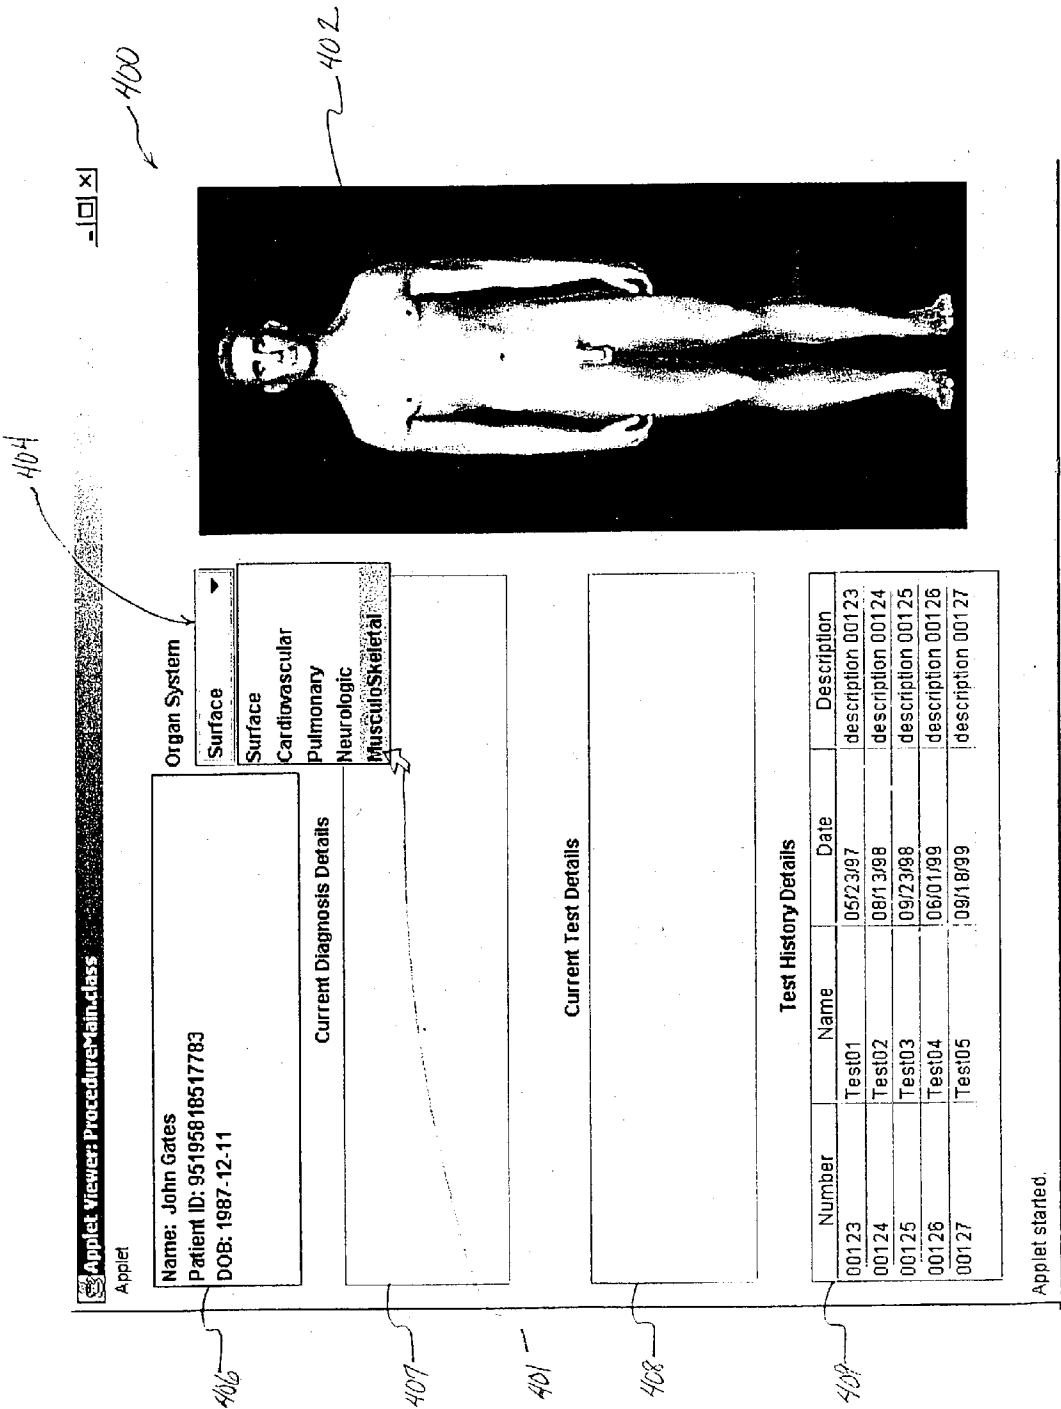 400
402
404
Applet Viewer: ProcedureMain.class
Applet
Name: John Gates
Patient ID: 95195818517783
DOB: 1987-12-11
Organ System
Surface
Surface
Cardiovascular
Pulmonary
Neurologic
MusculoSkeletal
Current Diagnosis Details
Current Test Details
Test History Details
Number Name Date Description
00123 Test01 05/23/97 description 00123
00124 Test02 08/13/98 description 00124
00125 Test03 09/23/98 description 00125
00126 Test04 06/01/99 description 00126
00127 Test05 09/18/99 description 00127
Applet started.
406
407
401
408
409